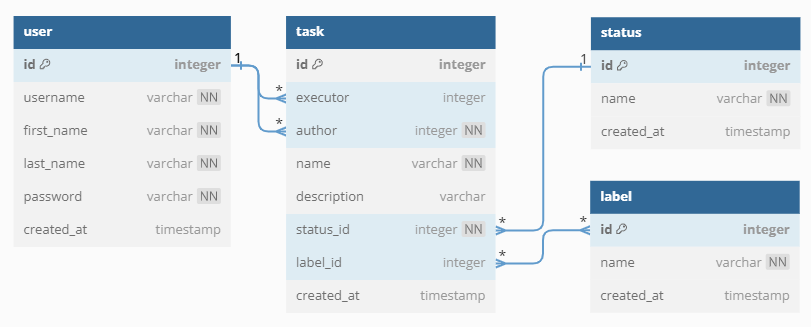 user
id integer
username varchar NN
first_name varchar NN
last_name varchar NN
password varchar NN
created_at timestamp
1
*
*
task
id integer
executor integer
author integer NN
name varchar NN
description varchar
status_id integer NN
label_id integer
created_at timestamp
*
*
1
*
status
id integer
name varchar NN
created_at timestamp
label
id integer
name varchar NN
created_at timestamp